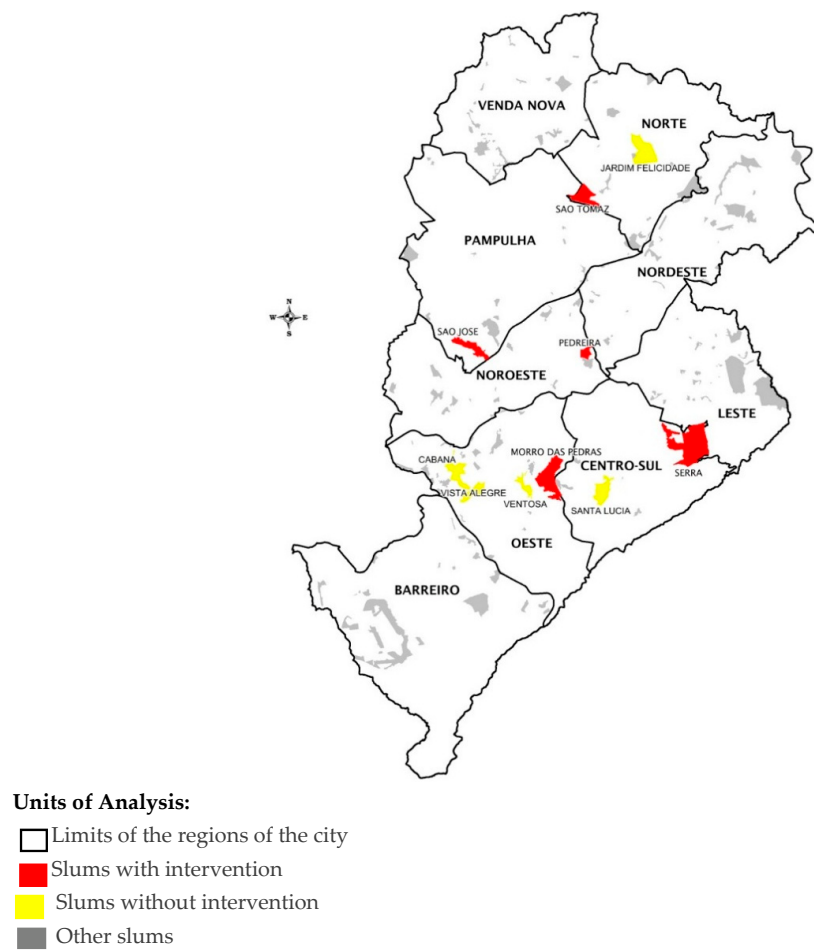 VENDA NOVA
NORTE
JARDIM FELICIDADE
SAO TOMAZ
PAMPULHA
NORDESTE
N
W E
S
SAO JOSE
PEDREIRA
NOROESTE
LESTE
MORRO DAS PEDRAS
CABANA
CENTRO-SUL
SERRA
VISTA ALEGRE
VENTOSA
SANTA LUCIA
OESTE
BARREIRO
Units of Analysis:
Limits of the regions of the city
Slums with intervention
Slums without intervention
Other slums